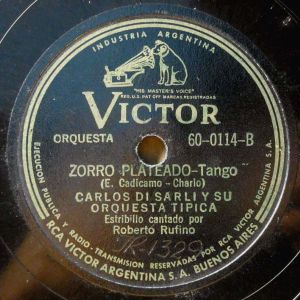 INDUSTRIA ARGENTINA
"HIS MASTER'S VOICE"
REG. U.S. PAT. OFF. MARCAS REGISTRADAS
VICTOR
ORQUESTA 60-0114-B
ZORRO PLATEADO-Tango
(E. Cadicamo - Charlo)
CARLOS DI SARLI Y SU
ORQUESTA TIPICA
Estribillo cantado por
Roberto Rufino
EJECUCION PUBLICA Y RADIO-TRANSMISION RESERVADAS POR RCA VICTOR ARGENTINA S.A.
RCA VICTOR ARGENTINA S.A. BUENOS AIRES